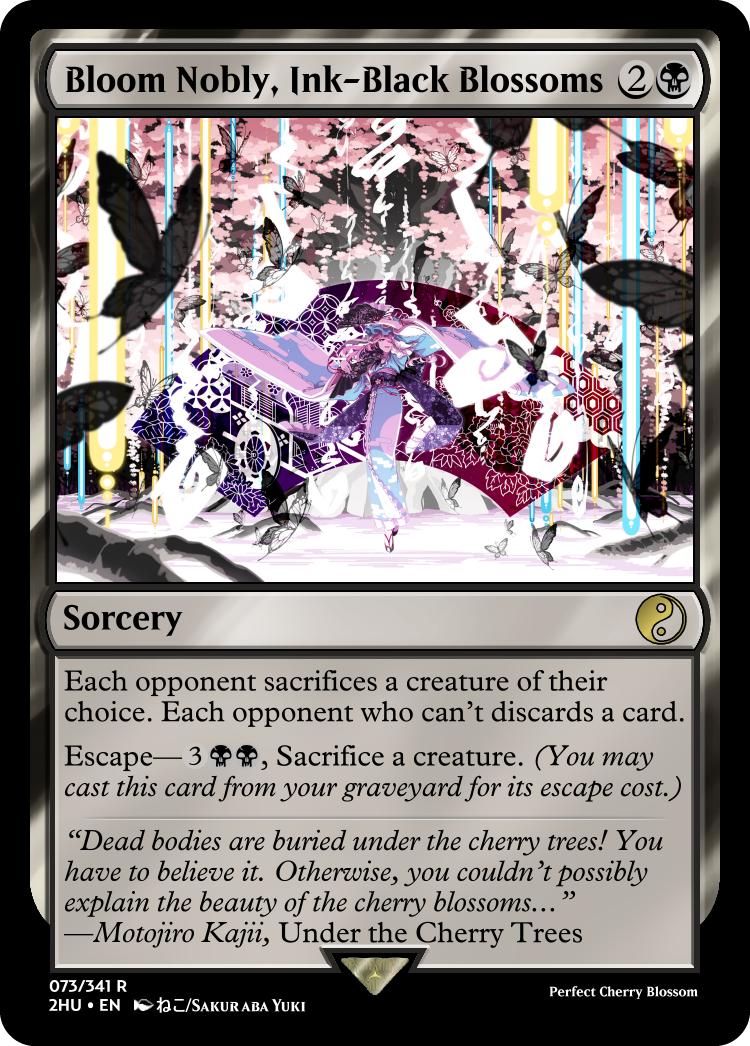 Bloom Nobly, Ink-Black Blossoms 2
Sorcery
Each opponent sacrifices a creature of their
choice. Each opponent who can't discards a card.
Escape— 3 , Sacrifice a creature. (You may
cast this card from your graveyard for its escape cost.)
“Dead bodies are buried under the cherry trees! You
have to believe it. Otherwise, you couldn't possibly
explain the beauty of the cherry blossoms…”
—Motojiro Kajii, Under the Cherry Trees
073/341 R
2HU • EN ねこ/Sakuraba Yuki
Perfect Cherry Blossom